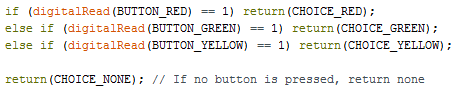 if (digitalRead(BUTTON_RED) == 1) return(CHOICE_RED);
else if (digitalRead(BUTTON_GREEN) == 1) return(CHOICE_GREEN);
else if (digitalRead(BUTTON_YELLOW) == 1) return(CHOICE_YELLOW);
return(CHOICE_NONE); // If no button is pressed, return none